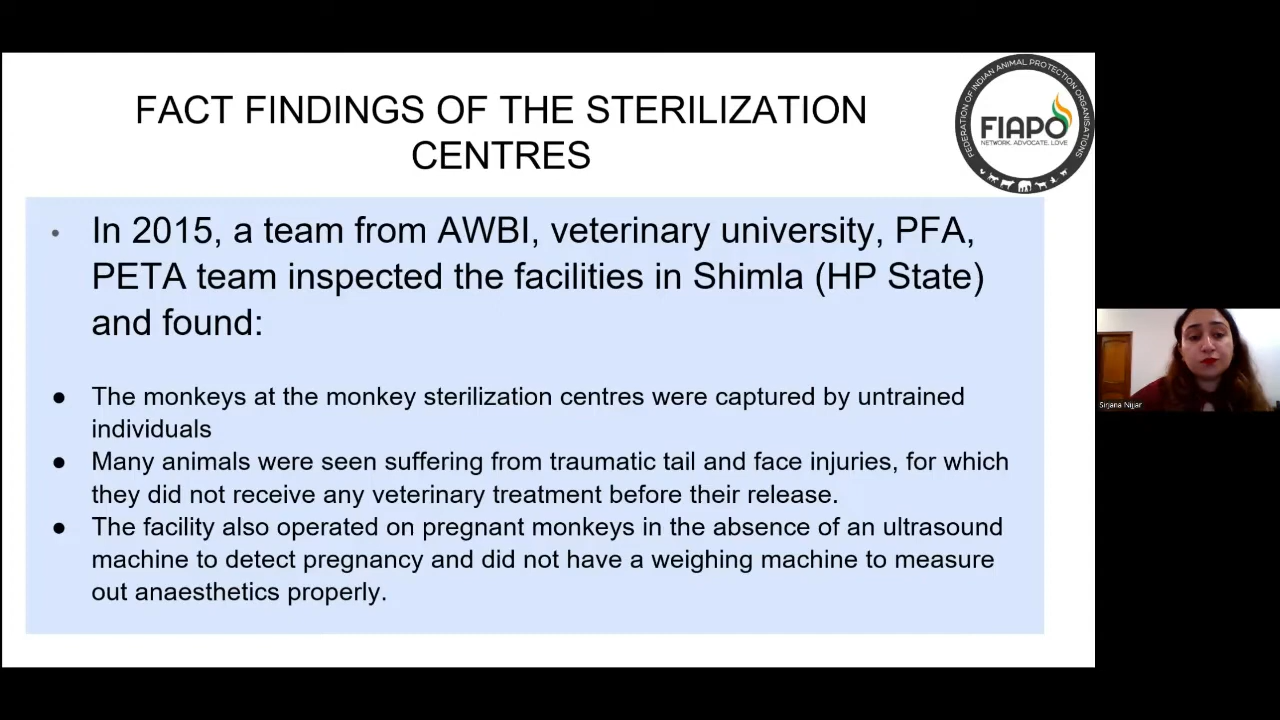 FACT FINDINGS OF THE STERILIZATION
CENTRES
FEDERATION OF INDIAN ANIMAL PROTECTION ORGANISATIONS
FIAPO
NETWORK. ADVOCATE. LOVE
• In 2015, a team from AWBI, veterinary university, PFA,
PETA team inspected the facilities in Shimla (HP State)
and found:
● The monkeys at the monkey sterilization centres were captured by untrained
individuals
● Many animals were seen suffering from traumatic tail and face injuries, for which
they did not receive any veterinary treatment before their release.
● The facility also operated on pregnant monkeys in the absence of an ultrasound
machine to detect pregnancy and did not have a weighing machine to measure
out anaesthetics properly.
Sirjana Nijjar